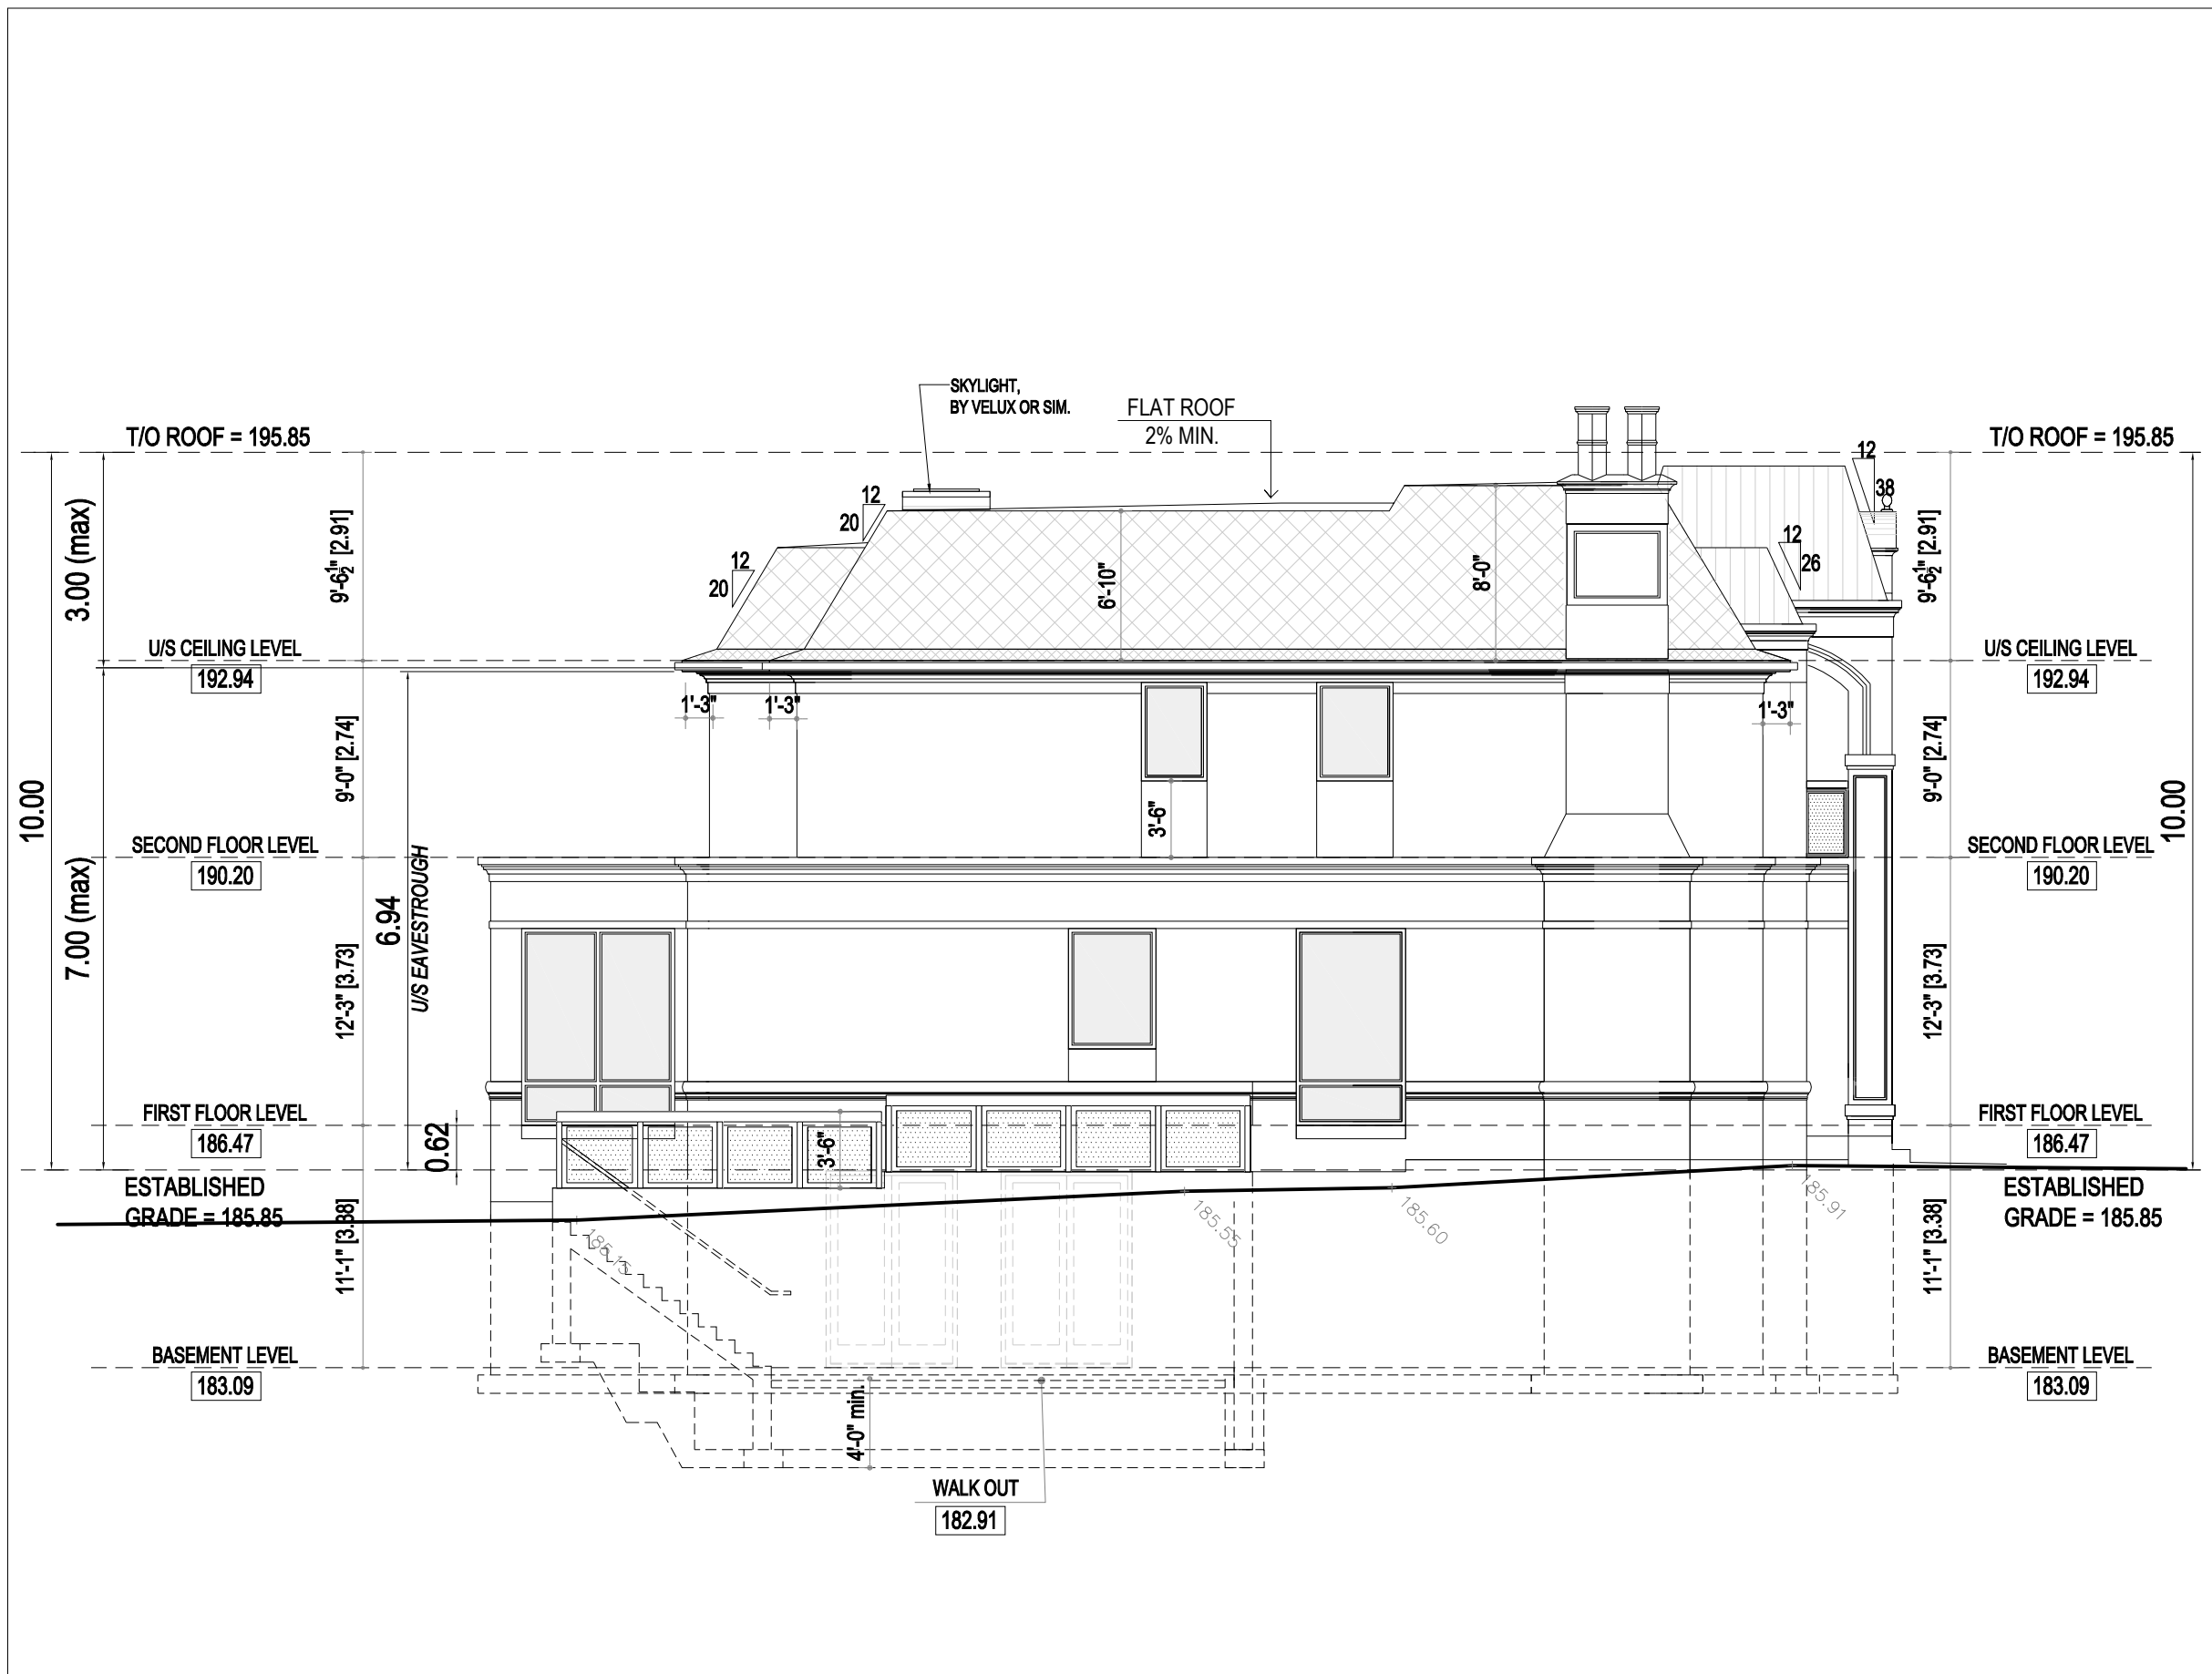 SKYLIGHT,
BY VELUX OR SIM.
FLAT ROOF
2% MIN.
T/O ROOF = 195.85
T/O ROOF = 195.85
12
38
12
20
12
26
12
20
3.00 (max)
9'-6½" [2.91]
6'-10"
8'-0"
9'-6½" [2.91]
U/S CEILING LEVEL
192.94
U/S CEILING LEVEL
192.94
1'-3"
1'-3"
1'-3"
10.00
7.00 (max)
9'-0" [2.74]
3'-6"
9'-0" [2.74]
10.00
SECOND FLOOR LEVEL
190.20
SECOND FLOOR LEVEL
190.20
6.94
U/S EAVESTROUGH
12'-3" [3.73]
12'-3" [3.73]
FIRST FLOOR LEVEL
186.47
FIRST FLOOR LEVEL
186.47
0.62
3'-6"
ESTABLISHED
GRADE = 185.85
ESTABLISHED
GRADE = 185.85
185.15
185.55
185.60
185.91
11'-1" [3.38]
11'-1" [3.38]
BASEMENT LEVEL
183.09
BASEMENT LEVEL
183.09
4'-0" min.
WALK OUT
182.91